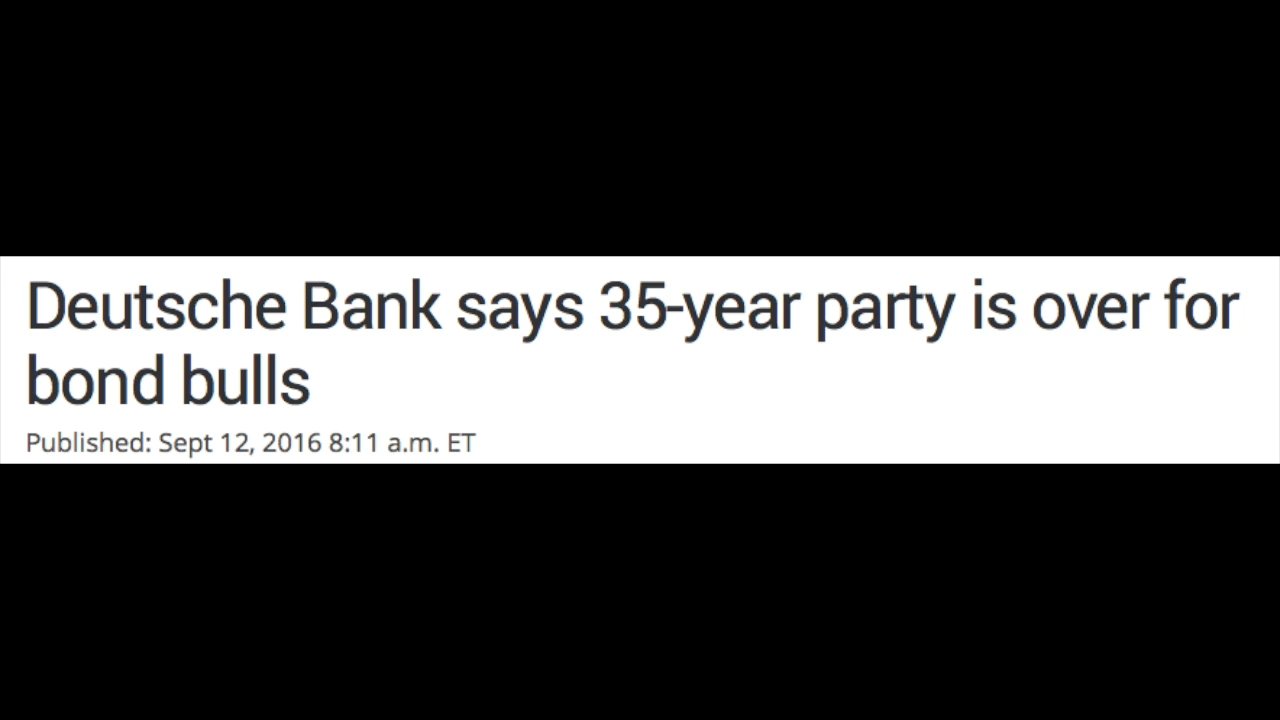 Deutsche Bank says 35-year party is over for
bond bulls
Published: Sept 12, 2016 8:11 a.m. ET